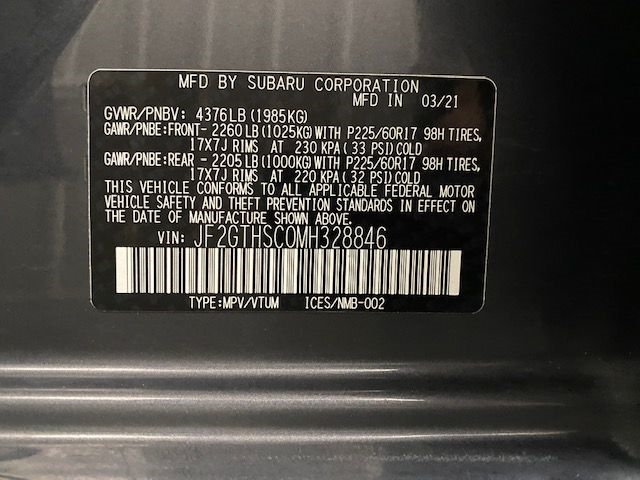 MFD BY SUBARU CORPORATION
MFD IN 03/21
GVWR/PNBV: 4376LB(1985KG)
GAWR/PNBE:FRONT-2260LB(1025KG)WITH P225/60R17 98H TIRES,
17X7J RIMS AT 230 KPA(33 PSI)COLD
GAWR/PNBE:REAR -2205LB(1000KG)WITH P225/60R17 98H TIRES,
17X7J RIMS AT 220 KPA(32 PSI)COLD
THIS VEHICLE CONFORMS TO ALL APPLICABLE FEDERAL MOTOR
VEHICLE SAFETY AND THEFT PREVENTION STANDARDS IN EFFECT
ON THE DATE OF MANUFACTURE SHOWN ABOVE.
VIN: JF2GTHSC0MH328846
TYPE:MPV/VTUM ICES/NMB-002